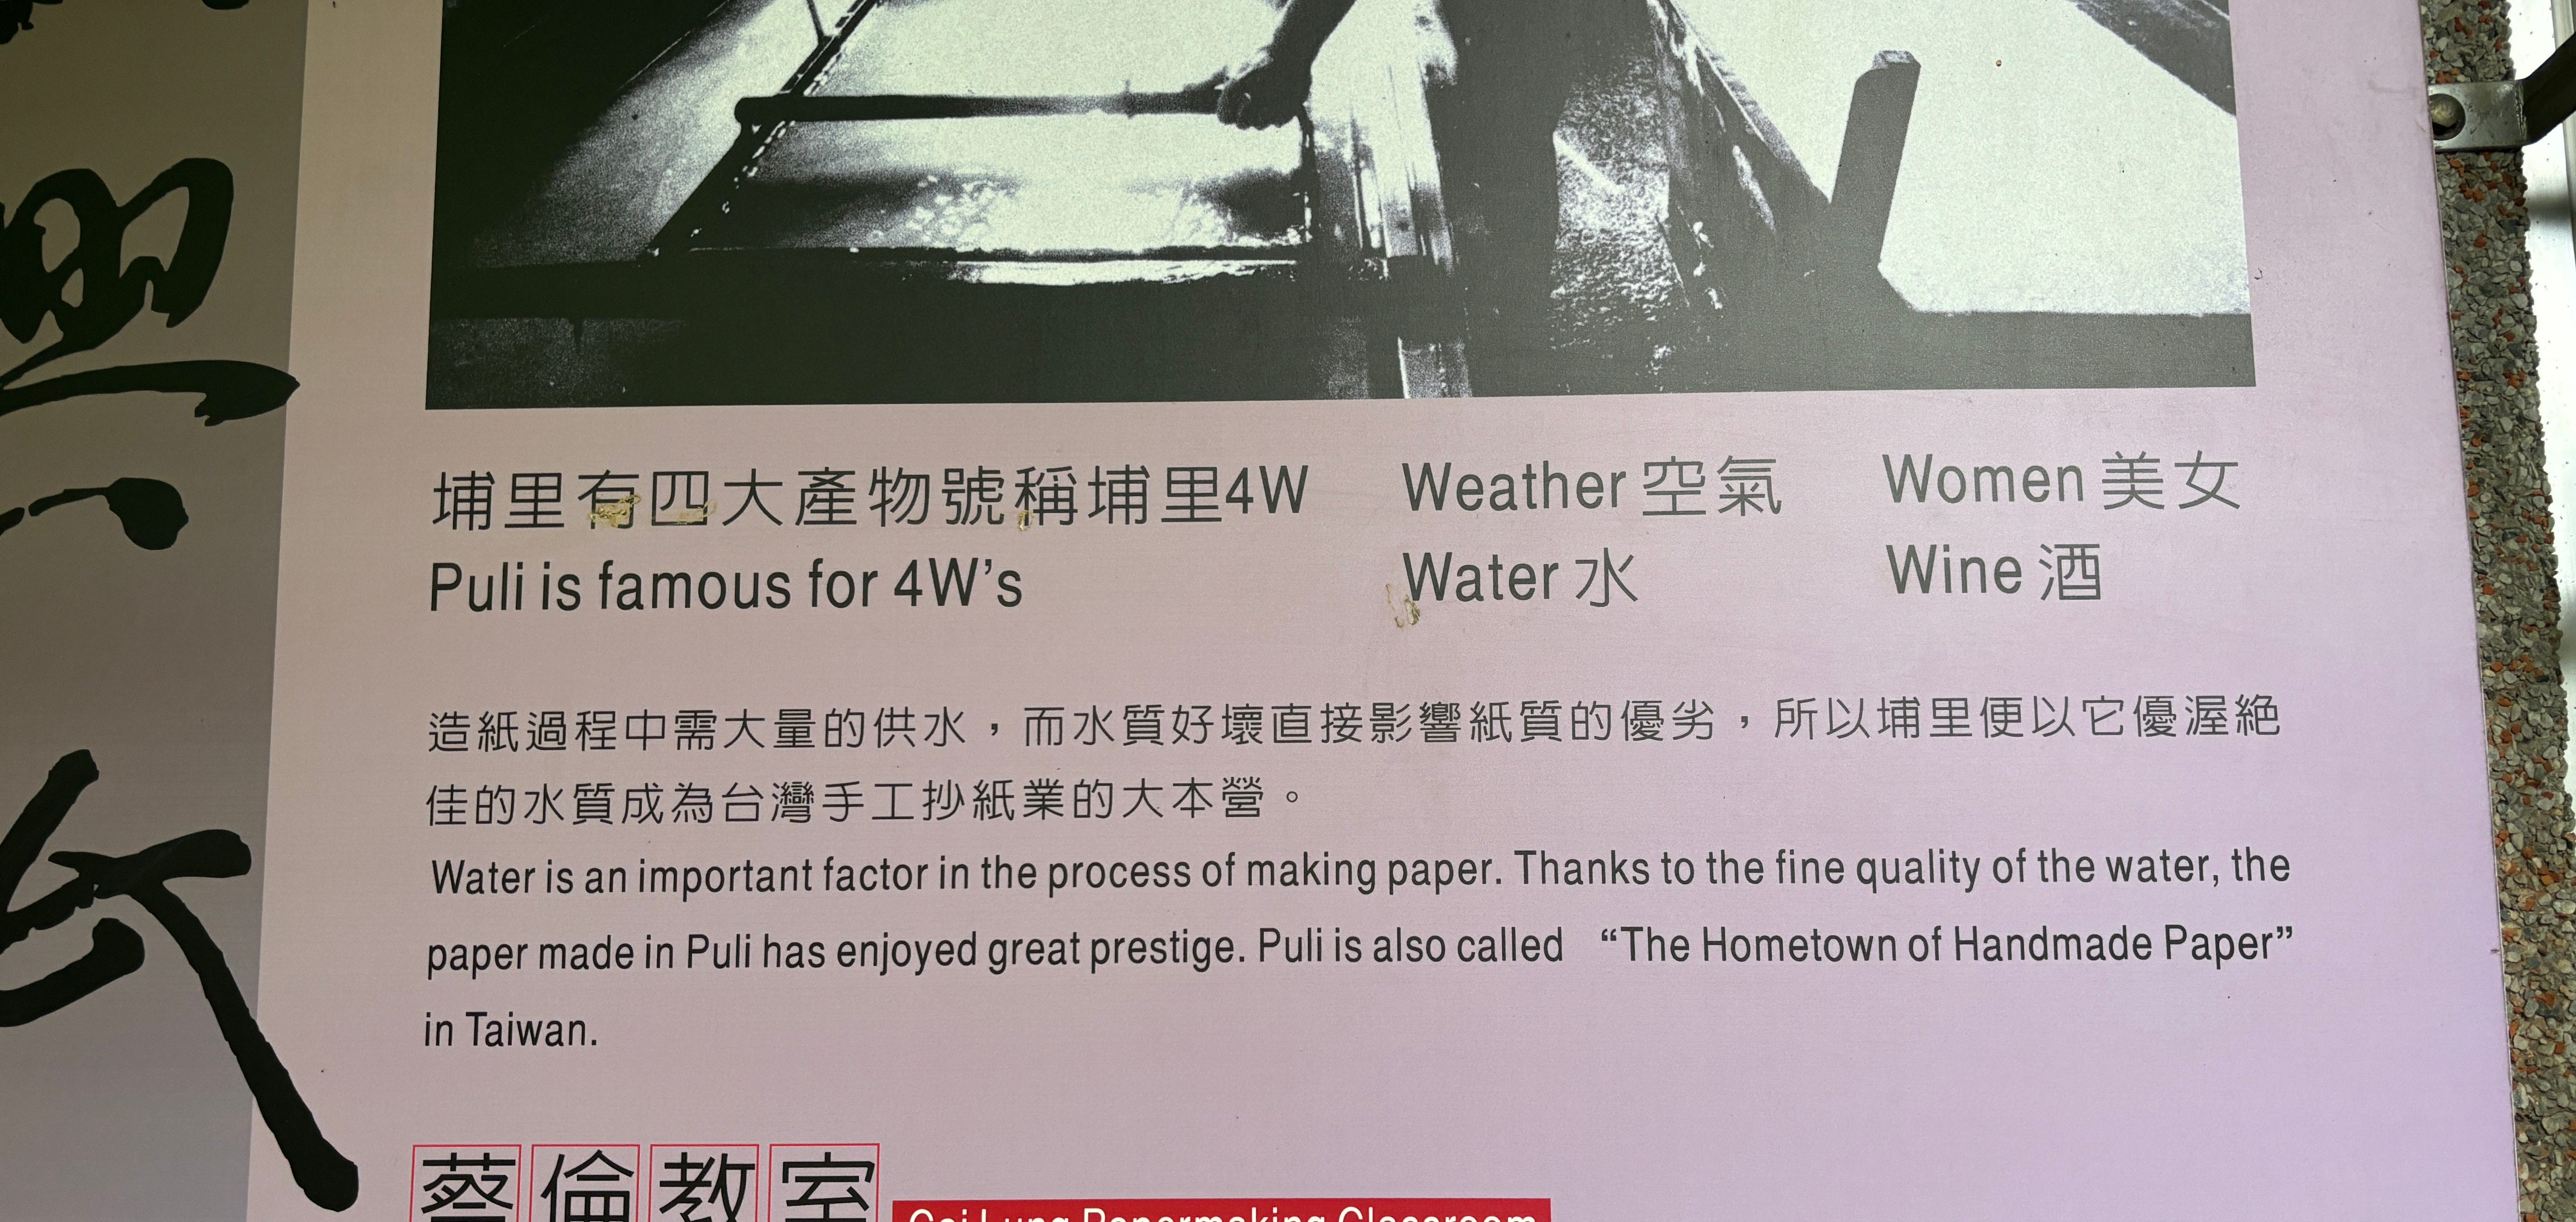 埔里有四大產物號稱埔里4W
Puli is famous for 4W's
Weather 空氣
Women 美女
Water 水
Wine 酒
造紙過程中需大量的供水，而水質好壞直接影響紙質的優劣，所以埔里便以它優渥絕
佳的水質成為台灣手工抄紙業的大本營。
Water is an important factor in the process of making paper. Thanks to the fine quality of the water, the
paper made in Puli has enjoyed great prestige. Puli is also called “The Hometown of Handmade Paper”
in Taiwan.
蔡倫教室
Papermaking Classroom